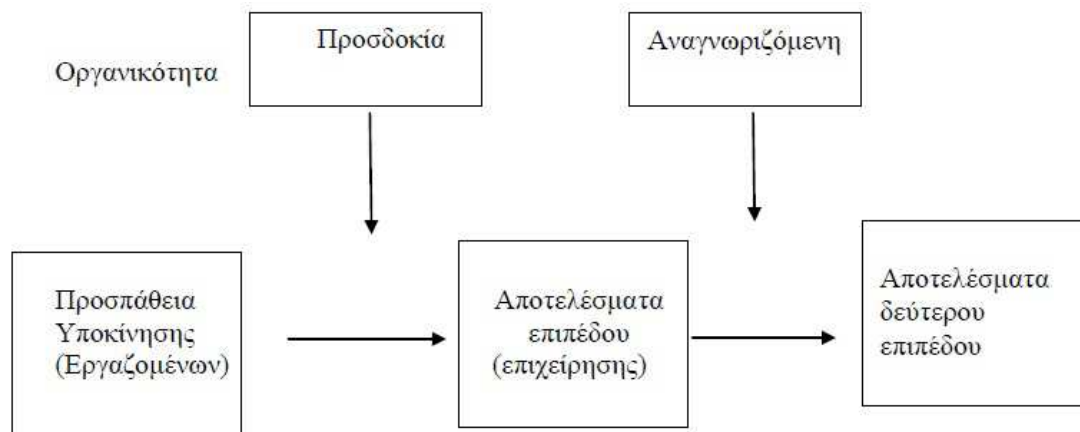 Προσδοκία
Αναγνωριζόμενη
Οργανικότητα
Προσπάθεια
Υποκίνησης
(Εργαζομένων)
Αποτελέσματα
επιπέδου
(επιχείρησης)
Αποτελέσματα
δεύτερου
επιπέδου